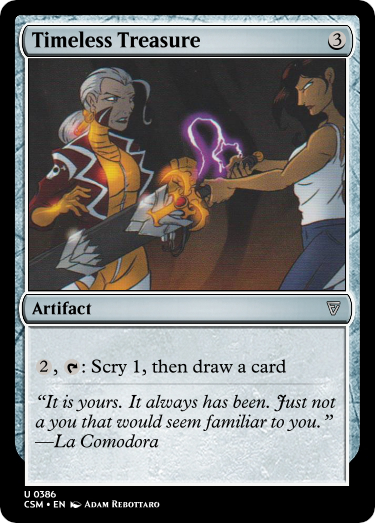 Timeless Treasure 3
Artifact
2, : Scry 1, then draw a card
“It is yours. It always has been. Just not
a you that would seem familiar to you.”
—La Comodora
U 0386
CSM • EN Adam Rebottaro